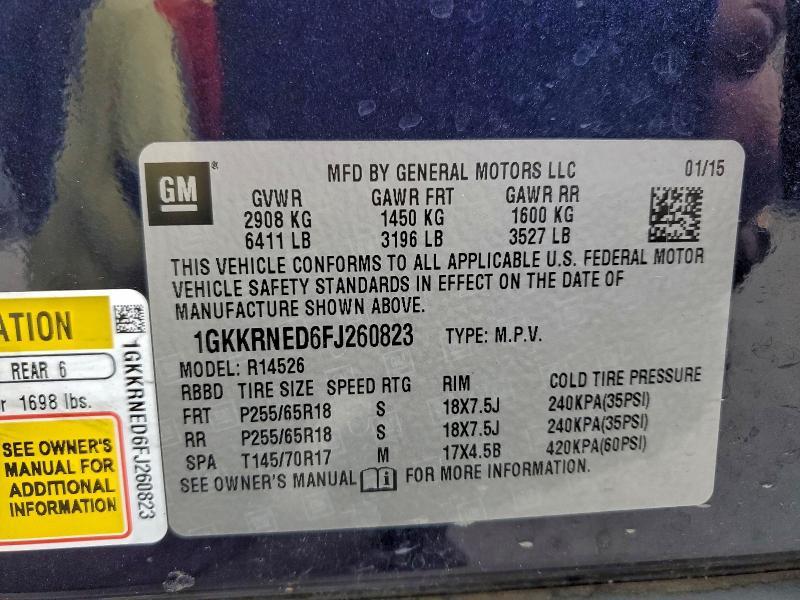 GM
®
MFD BY GENERAL MOTORS LLC 01/15
GVWR GAWR FRT GAWR RR
2908 KG 1450 KG 1600 KG
6411 LB 3196 LB 3527 LB
THIS VEHICLE CONFORMS TO ALL APPLICABLE U.S. FEDERAL MOTOR
VEHICLE SAFETY STANDARDS IN EFFECT ON THE DATE OF
MANUFACTURE SHOWN ABOVE.
1GKKRNED6FJ260823 TYPE: M.P.V.
MODEL: R14526
RBBD TIRE SIZE SPEED RTG RIM COLD TIRE PRESSURE
FRT P255/65R18 S 18X7.5J 240KPA(35PSI)
RR P255/65R18 S 18X7.5J 240KPA(35PSI)
SPA T145/70R17 M 17X4.5B 420KPA(60PSI)
SEE OWNER'S MANUAL FOR MORE INFORMATION.
ATION
REAR 6
r 1698 lbs.
SEE OWNER'S
MANUAL FOR
ADDITIONAL
INFORMATION
1GKKRNED6FJ260823